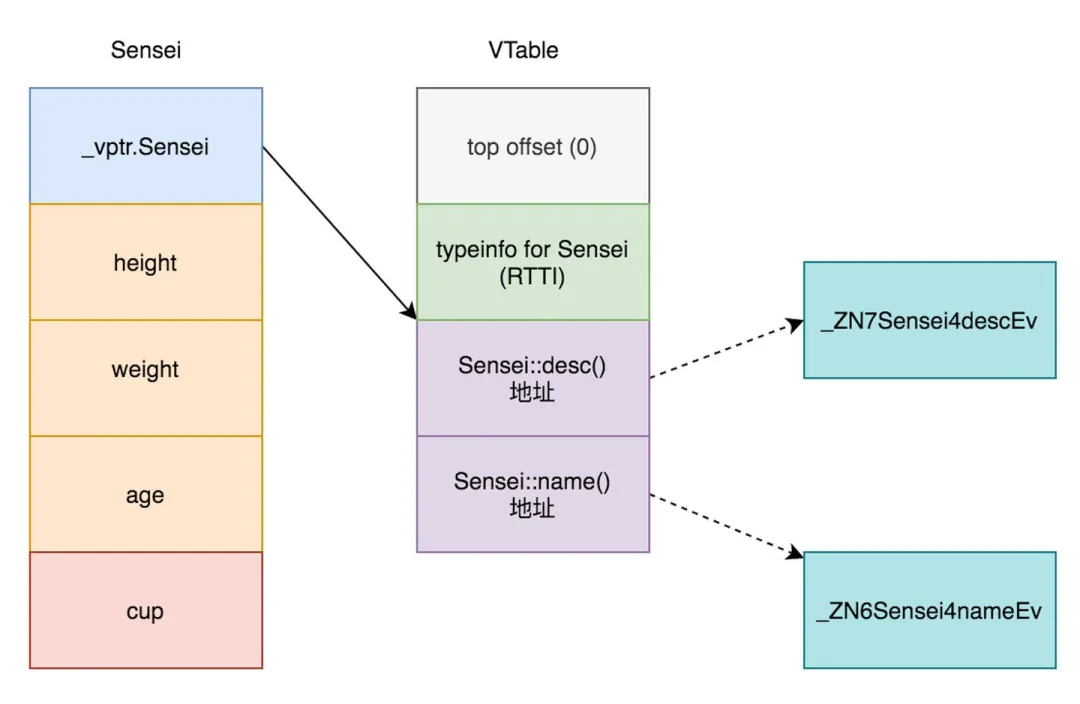 Sensei
VTable
_vptr.Sensei
height
weight
age
cup
top offset (0)
typeinfo for Sensei
(RTTI)
Sensei::desc()
地址
Sensei::name()
地址
_ZN7Sensei4descEv
_ZN6Sensei4nameEv